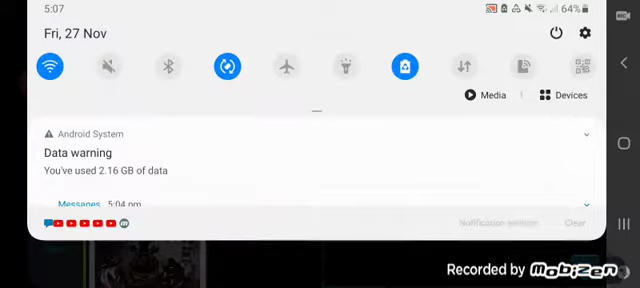 5:07
64%
Fri, 27 Nov
Media
Devices
Android System
Data warning
You've used 2.16 GB of data
Messages 5:04 pm
Notification settings
Clear
Recorded by Mobizen